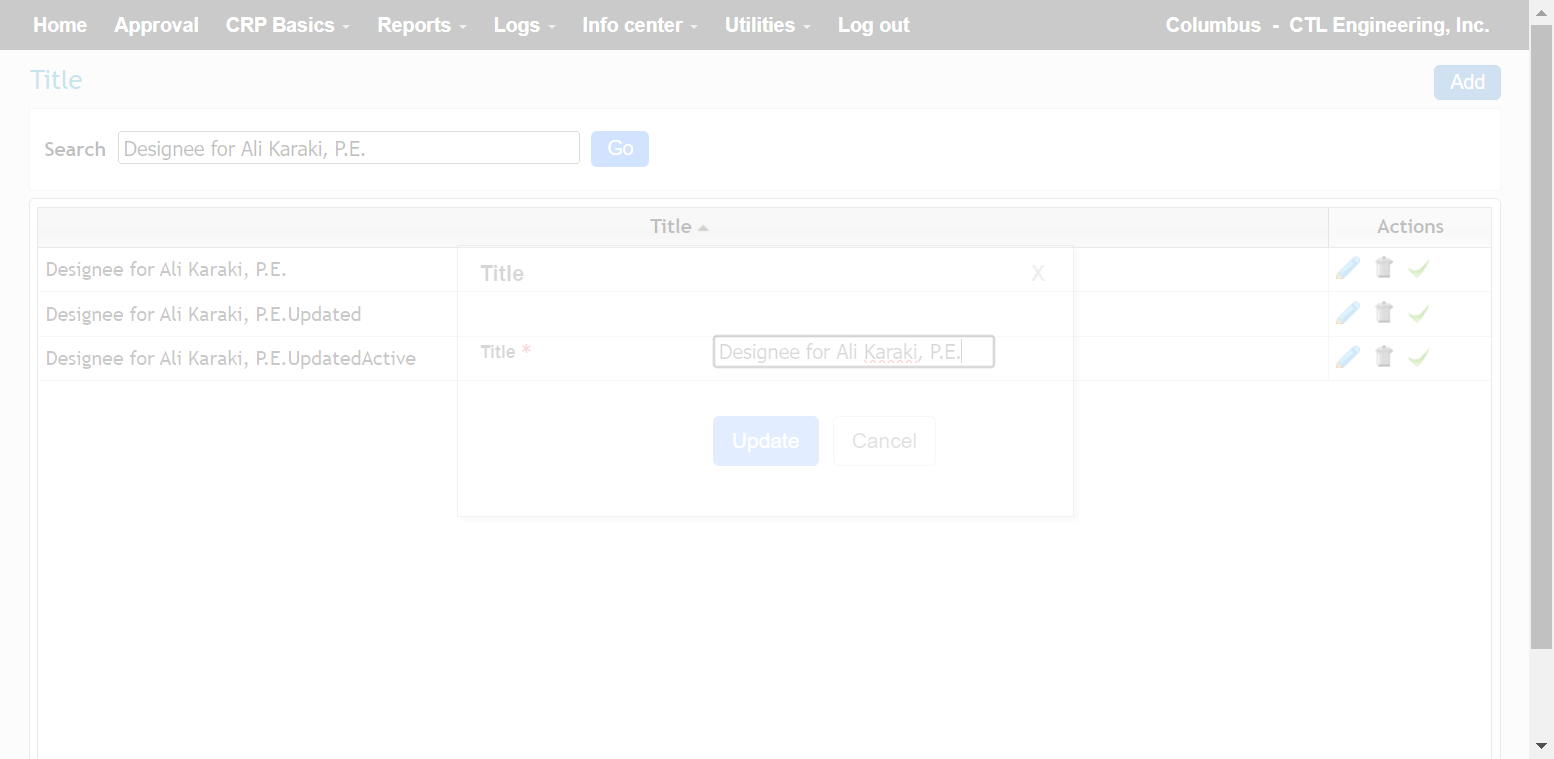 Home Approval CRP Basics Reports Logs Info center Utilities Log out Columbus - CTL Engineering, Inc.
Title
Add
Search Designee for Ali Karaki, P.E. Go
Title Actions
Designee for Ali Karaki, P.E.
Designee for Ali Karaki, P.E.Updated
Designee for Ali Karaki, P.E.UpdatedActive
Title X
Title * Designee for Ali Karaki, P.E.
Update Cancel